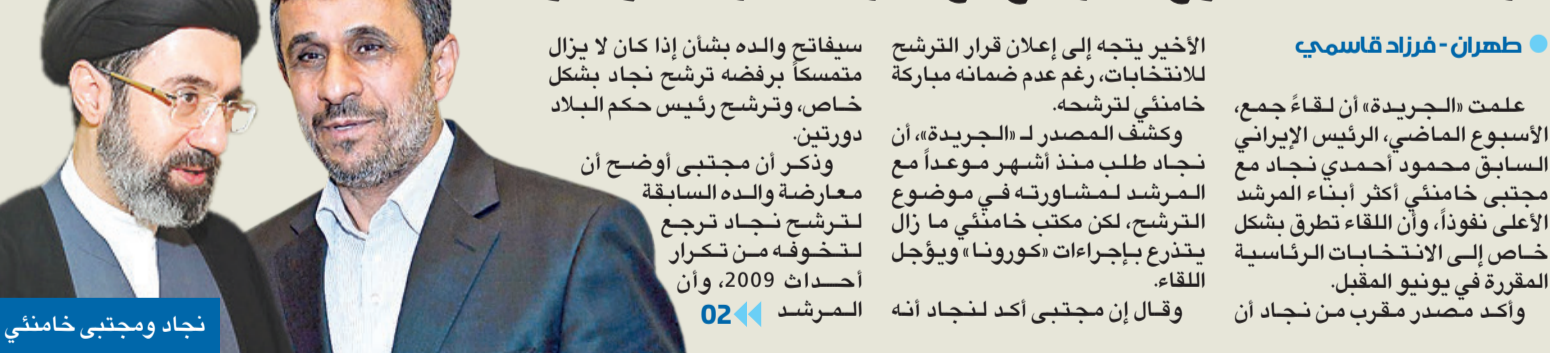 طهران - فرزاد قاسمي
علمت «الجريدة» أن لقاءً جمع،
الأسبوع الماضي، الرئيس الإيراني
السابق محمود أحمدي نجاد مع
مجتبى خامنئي أكثر أبناء المرشد
الأعلى نفوذاً، وأن اللقاء تطرق بشكل
خاص إلى الانتخابات الرئاسية
المقررة في يونيو المقبل.
وأكد مصدر مقرب من نجاد أن
الأخير يتجه إلى إعلان قرار الترشح
للانتخابات، رغم عدم ضمانه مباركة
خامنئي لترشحه.
وكشف المصدر لـ «الجريدة»، أن
نجاد طلب منذ أشهر موعداً مع
المرشد لمشاورته في موضوع
الترشح، لكن مكتب خامنئي ما زال
يتذرع بإجراءات «كورونا» ويؤجل
اللقاء.
وقال إن مجتبى أكد لنجاد أنه
سيفاتح والده بشأن إذا كان لا يزال
متمسكاً برفضه ترشح نجاد بشكل
خاص، وترشح رئيس حكم البلاد
دورتين.
وذكر أن مجتبى أوضح أن
معارضة والده السابقة
لترشح نجاد ترجع
لتخوفه من تكرار
أحداث 2009، وأن
المرشد 02
نجاد ومجتبى خامنئي